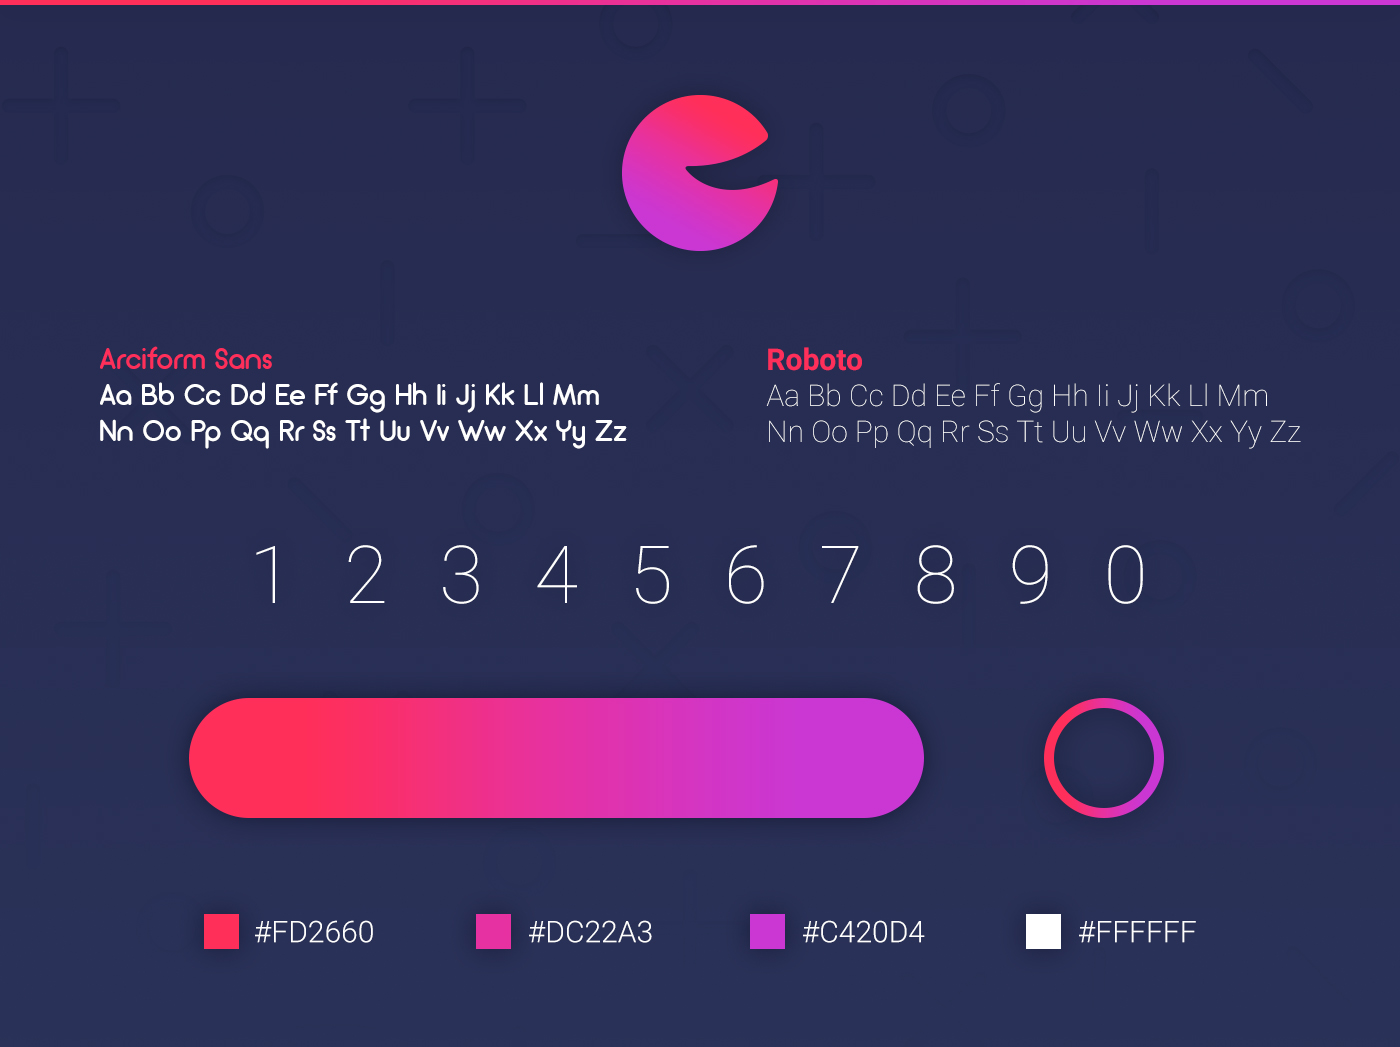 Arciform Sans
Aa Bb Cc Dd Ee Ff Gg Hh Ii Jj Kk Ll Mm
Nn Oo Pp Qq Rr Ss Tt Uu Vv Ww Xx Yy Zz
Roboto
Aa Bb Cc Dd Ee Ff Gg Hh Ii Jj Kk Ll Mm
Nn Oo Pp Qq Rr Ss Tt Uu Vv Ww Xx Yy Zz
1 2 3 4 5 6 7 8 9 0
#FD2660 #DC22A3 #C420D4 #FFFFFF